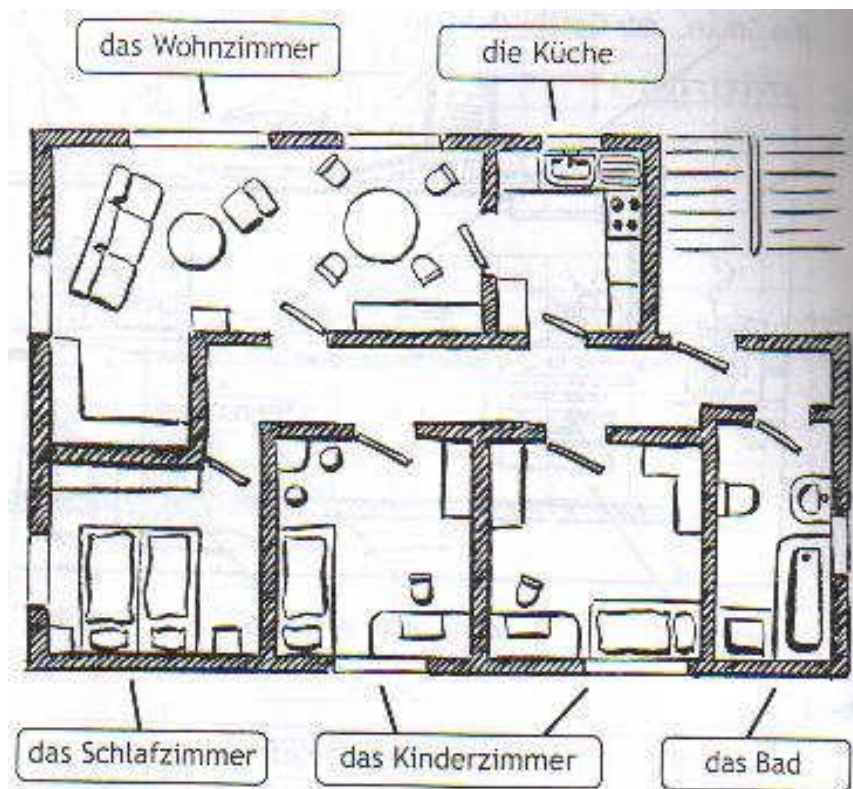 das Wohnzimmer
die Küche
das Schlafzimmer
das Kinderzimmer
das Bad